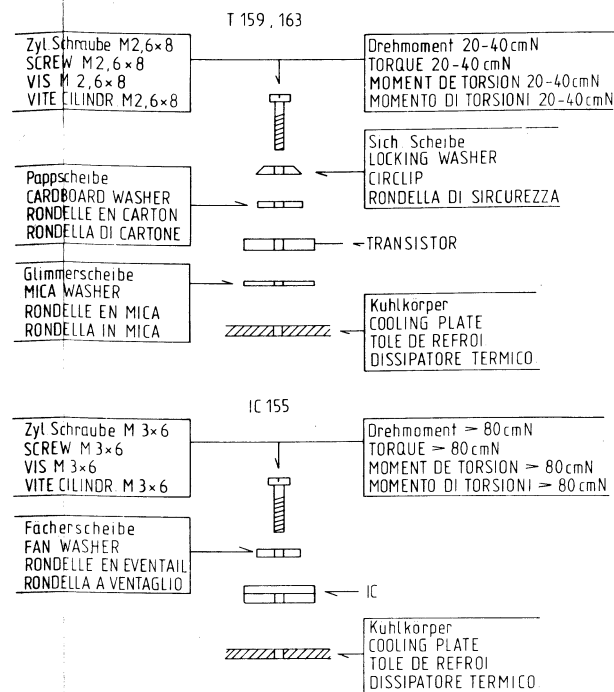 T 159, 163
Zyl. Schraube M2,6×8
SCREW M2,6×8
VIS M 2,6×8
VITE CILINDR M2,6×8
Drehmoment 20-40cmN
TORQUE 20-40cmN
MOMENT DE TORSION 20-40cmN
MOMENTO DI TORSIONI 20-40cmN
Sich. Scheibe
LOCKING WASHER
CIRCLIP
RONDELLA DI SIRCUREZZA
Pappscheibe
CARDBOARD WASHER
RONDELLE EN CARTON
RONDELLA DI CARTONE
TRANSISTOR
Glimmerscheibe
MICA WASHER
RONDELLE EN MICA
RONDELLA IN MICA
Kuhlkörper
COOLING PLATE
TOLE DE REFROI
DISSIPATORE TERMICO.
IC 155
Zyl Schraube M 3×6
SCREW M 3×6
VIS M 3×6
VITE CILINDR. M 3×6
Drehmoment > 80cmN
TORQUE > 80cmN
MOMENT DE TORSION > 80cmN
MOMENTO DI TORSIONI > 80cmN
Fächerscheibe
FAN WASHER
RONDELLE EN EVENTAIL
RONDELLA A VENTAGLIO
IC
Kuhlkörper
COOLING PLATE
TOLE DE REFROI
DISSIPATORE TERMICO.